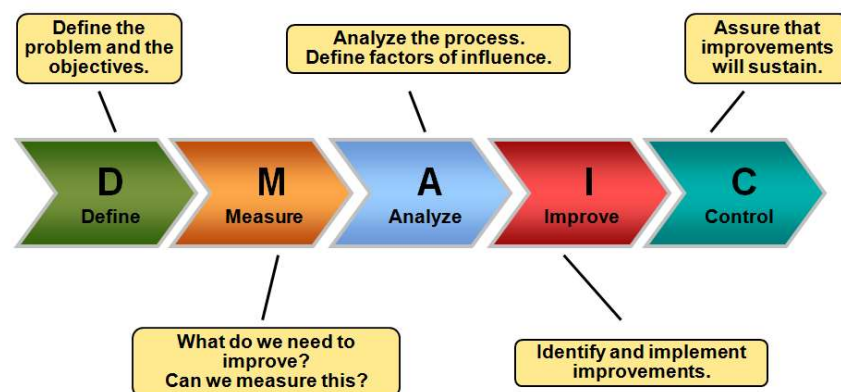 Define the
problem and the
objectives.
Analyze the process.
Define factors of influence.
Assure that
improvements
will sustain.
D
Define
M
Measure
A
Analyze
I
Improve
C
Control
What do we need to
improve?
Can we measure this?
Identify and implement
improvements.